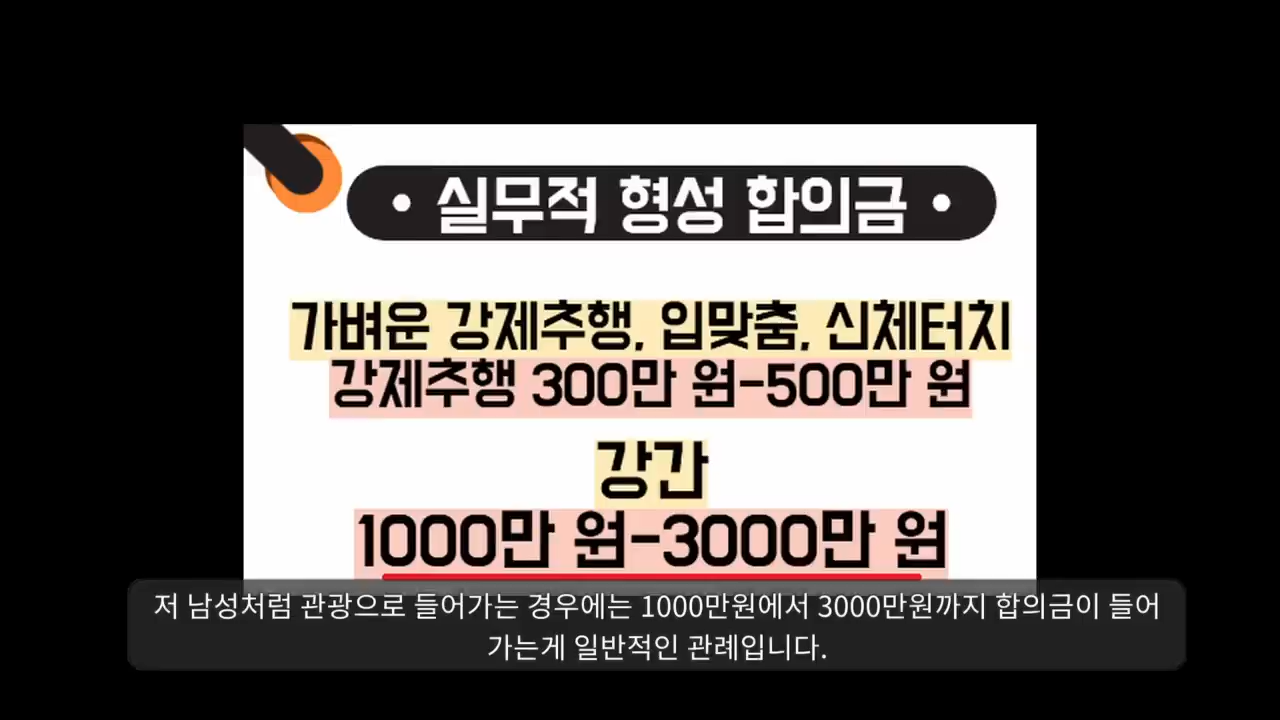 • 실무적 형성 합의금 •
가벼운 강제추행, 입맞춤, 신체터치
강제추행 300만 원-500만 원
강간
1000만 원-3000만 원
저 남성처럼 관광으로 들어가는 경우에는 1000만원에서 3000만원까지 합의금이 들어
가는게 일반적인 관례입니다.